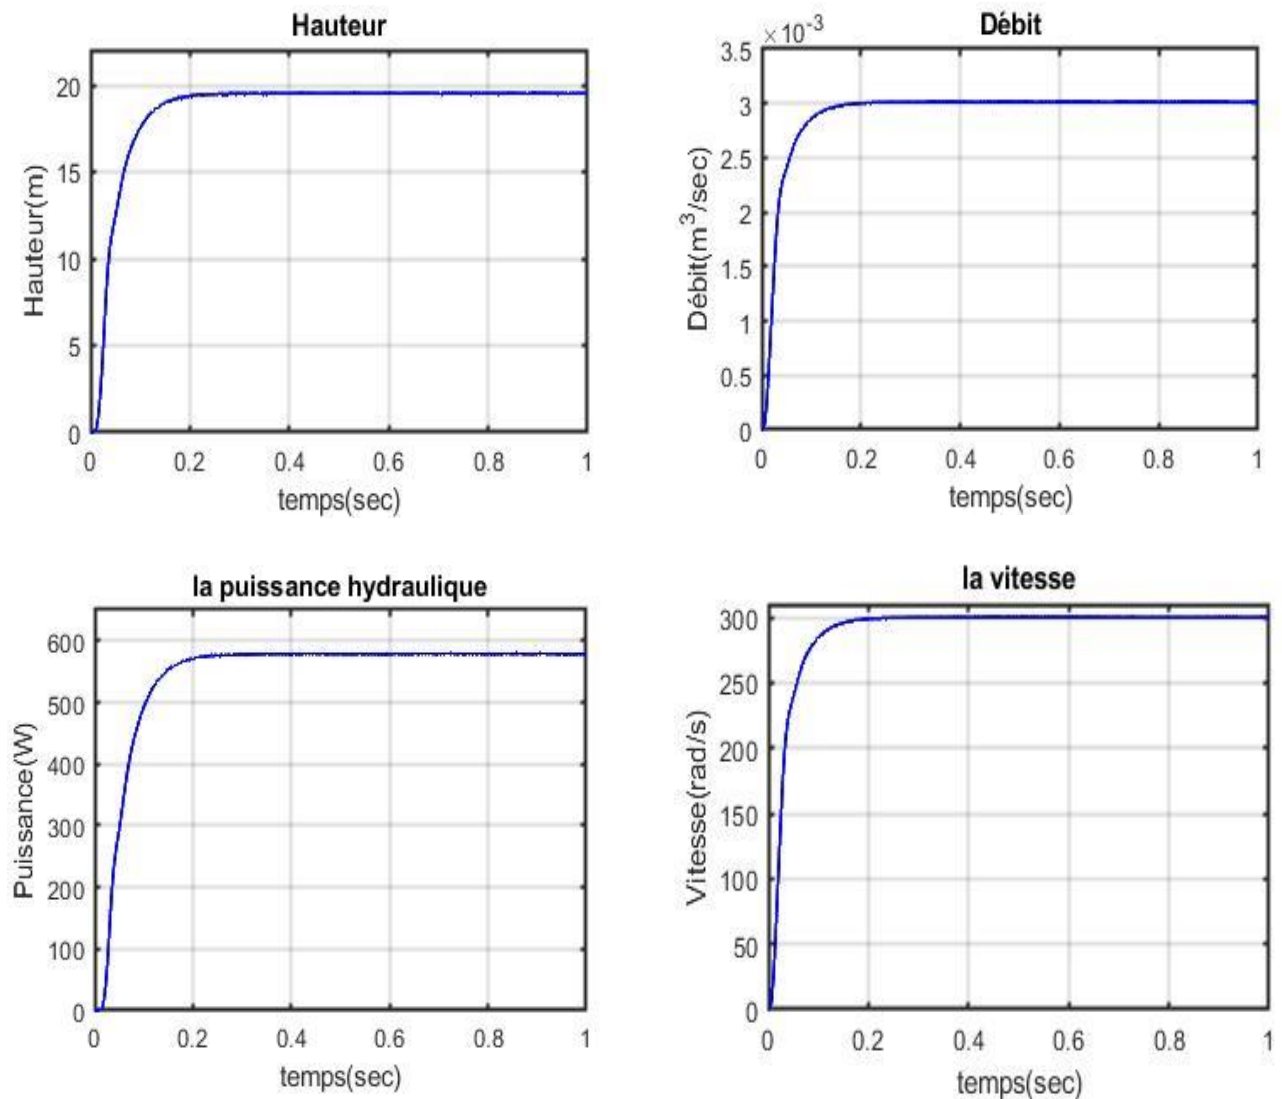 Hauteur
Hauteur(m)
20
15
10
5
0
0 0.2 0.4 0.6 0.8 1
temps(sec)
Débit
×10⁻³
Débit(m³/sec)
3.5
3
2.5
2
1.5
1
0.5
0
0 0.2 0.4 0.6 0.8 1
temps(sec)
la puissance hydraulique
Puissance(W)
600
500
400
300
200
100
0
0 0.2 0.4 0.6 0.8 1
temps(sec)
la vitesse
Vitesse(rad/s)
300
250
200
150
100
50
0
0 0.2 0.4 0.6 0.8 1
temps(sec)